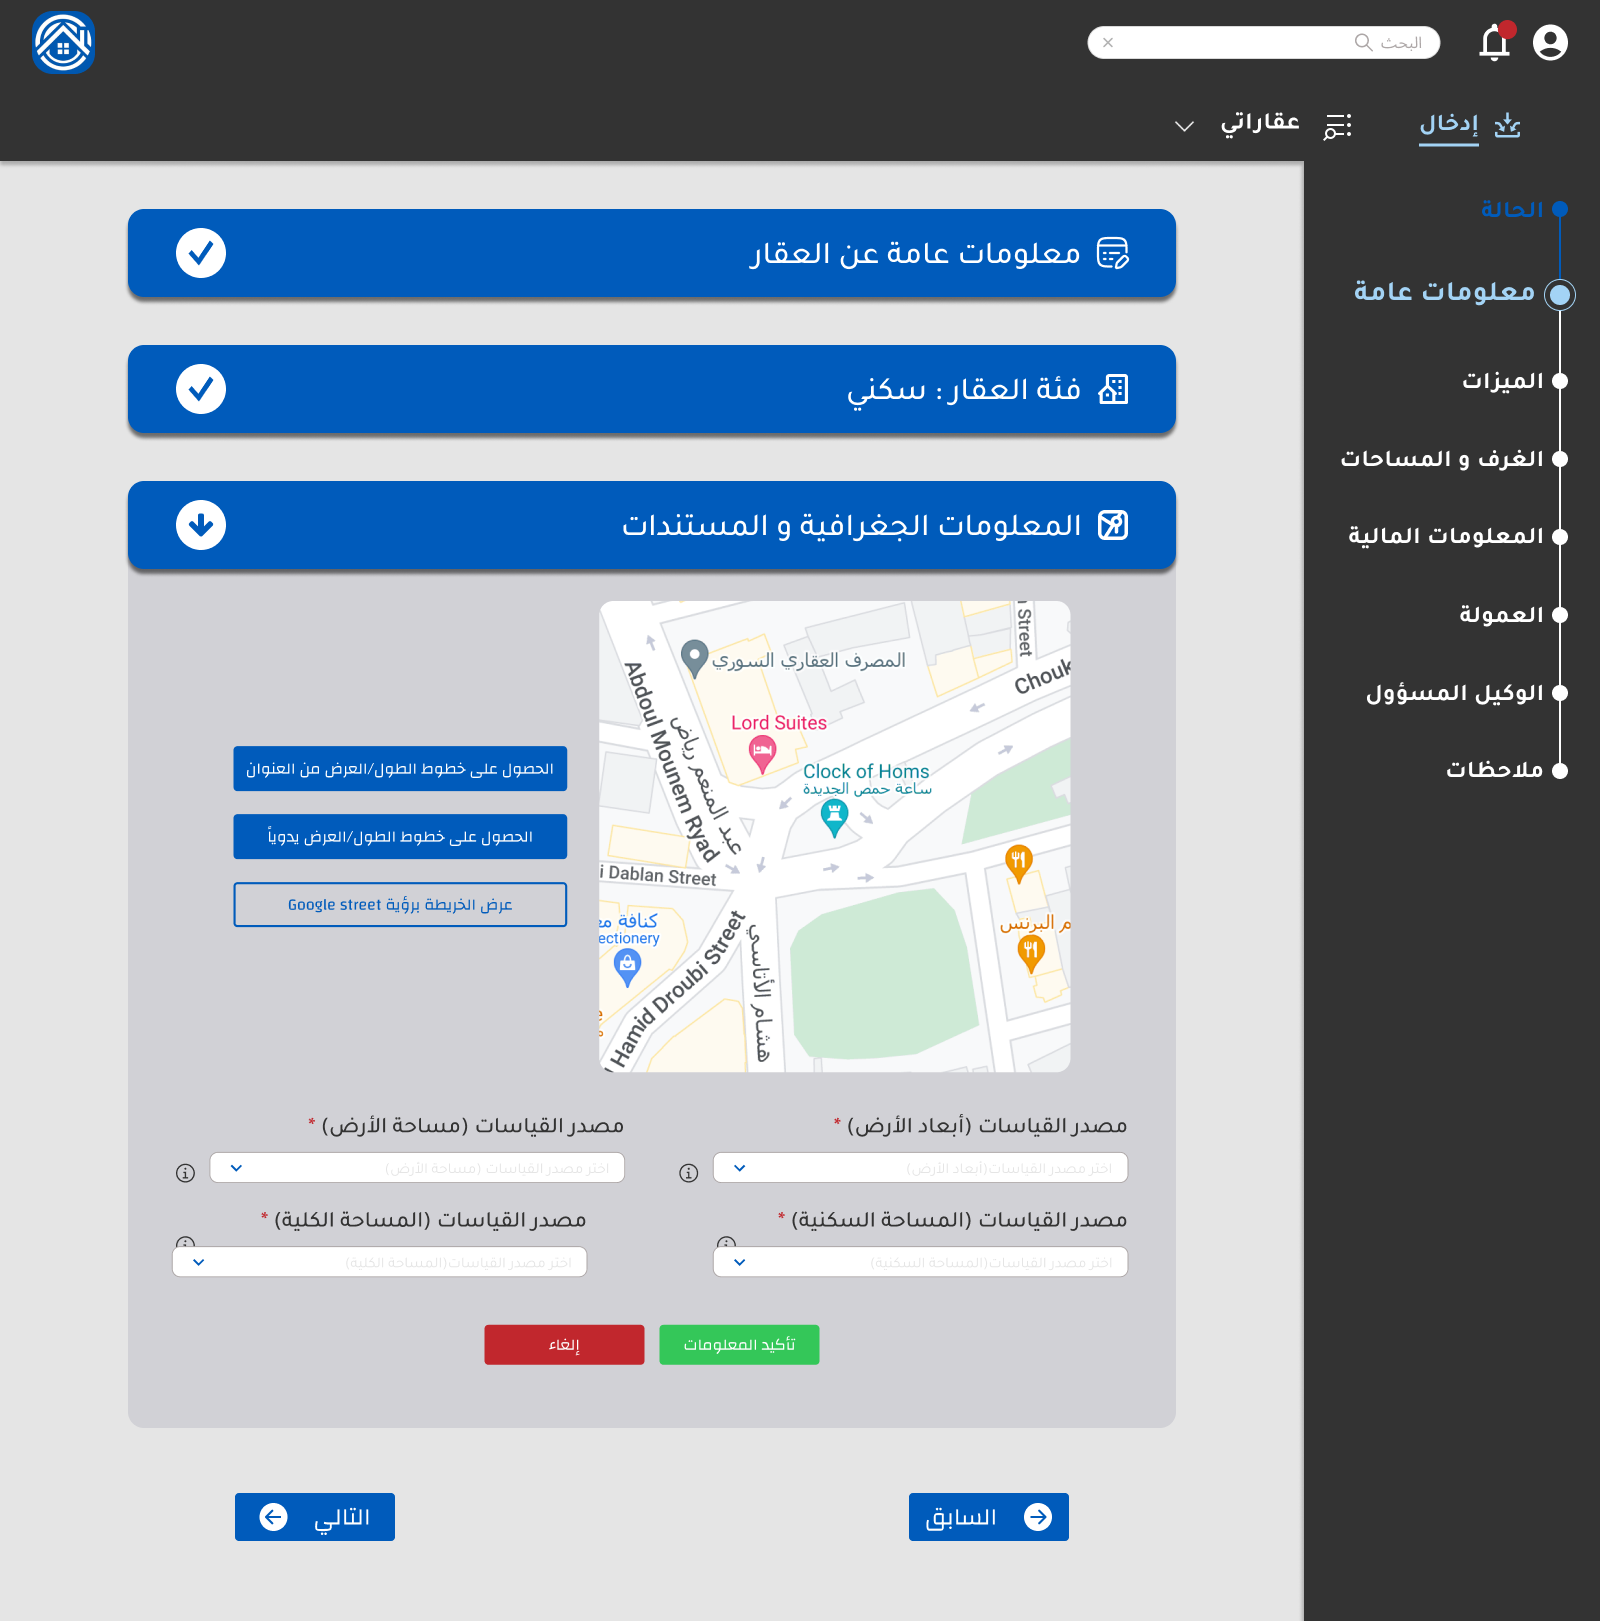 البحث
إدخال
عقاراتي
الحالة
معلومات عامة
الميزات
الغرف و المساحات
المعلومات المالية
العمولة
الوكيل المسؤول
ملاحظات
معلومات عامة عن العقار
فئة العقار : سكني
المعلومات الجغرافية و المستندات
Street
Chouk
المصرف العقاري السوري
Abdoul Mounem Ryad
عبد المنعم رياض
Lord Suites
Clock of Homs
ساعة حمص الجديدة
i Dablan Street
كنافة مع
ectionery
م البرنس
Hamid Droubi Street
هشام الأتاسي
الحصول على خطوط الطول/العرض من العنوان
الحصول على خطوط الطول/العرض يدوياً
عرض الخريطة برؤية Google street
مصدر القياسات (أبعاد الأرض) *
اختر مصدر القياسات(أبعاد الأرض)
مصدر القياسات (مساحة الأرض) *
اختر مصدر القياسات (مساحة الأرض)
مصدر القياسات (المساحة السكنية) *
اختر مصدر القياسات(المساحة السكنية)
مصدر القياسات (المساحة الكلية) *
اختر مصدر القياسات(المساحة الكلية)
تأكيد المعلومات
إلغاء
السابق
التالي